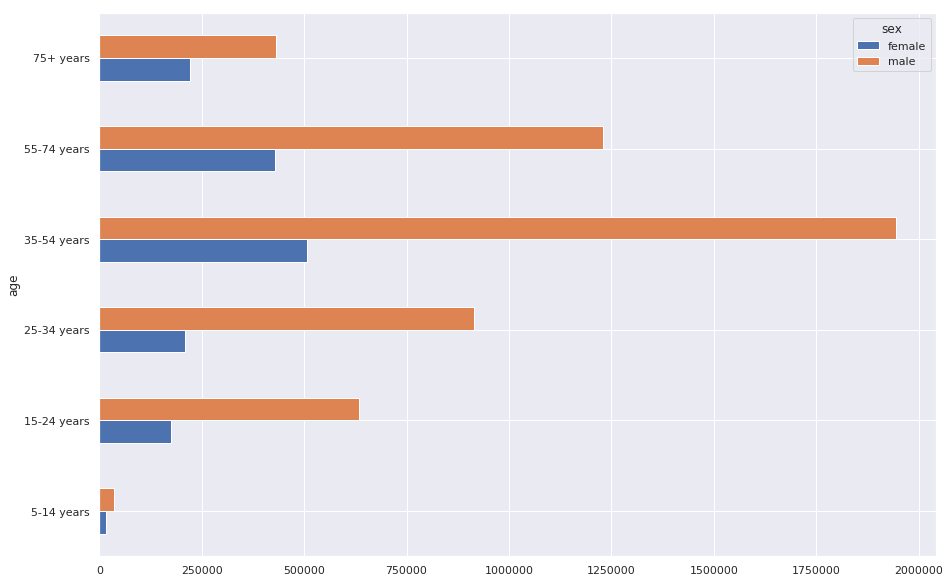 sex
female
male
75+ years
55-74 years
35-54 years
age
25-34 years
15-24 years
5-14 years
0 250000 500000 750000 1000000 1250000 1500000 1750000 2000000